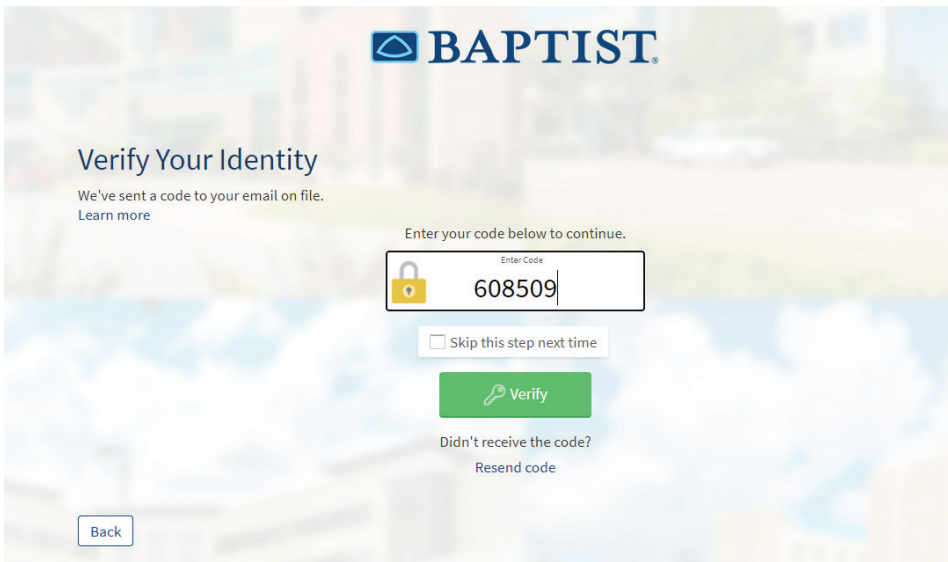 BAPTIST®
Verify Your Identity
We've sent a code to your email on file.
Learn more
Enter your code below to continue.
Enter Code
608509
Skip this step next time
Verify
Didn't receive the code?
Resend code
Back